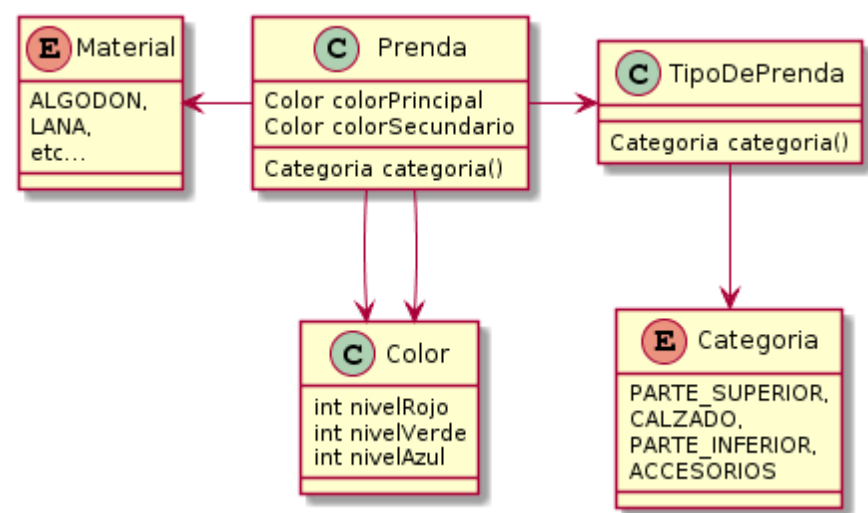 E Material
ALGODON,
LANA,
etc...
C Prenda
Color colorPrincipal
Color colorSecundario
Categoria categoria()
C TipoDePrenda
Categoria categoria()
C Color
int nivelRojo
int nivelVerde
int nivelAzul
E Categoria
PARTE_SUPERIOR,
CALZADO,
PARTE_INFERIOR,
ACCESORIOS